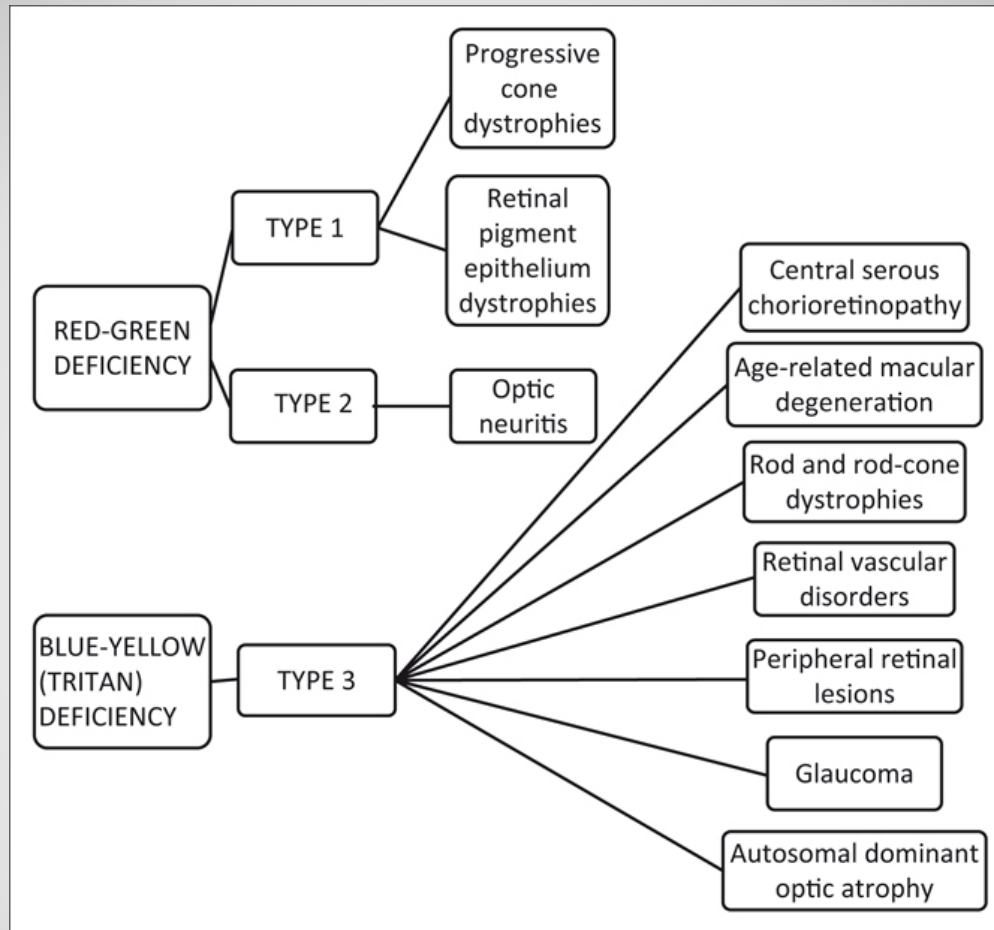 Progressive
cone
dystrophies
TYPE 1
Retinal
pigment
epithelium
dystrophies
RED-GREEN
DEFICIENCY
TYPE 2
Optic
neuritis
Central serous
chorioretinopathy
Age-related macular
degeneration
Rod and rod-cone
dystrophies
Retinal vascular
disorders
BLUE-YELLOW
(TRITAN)
DEFICIENCY
TYPE 3
Peripheral retinal
lesions
Glaucoma
Autosomal dominant
optic atrophy